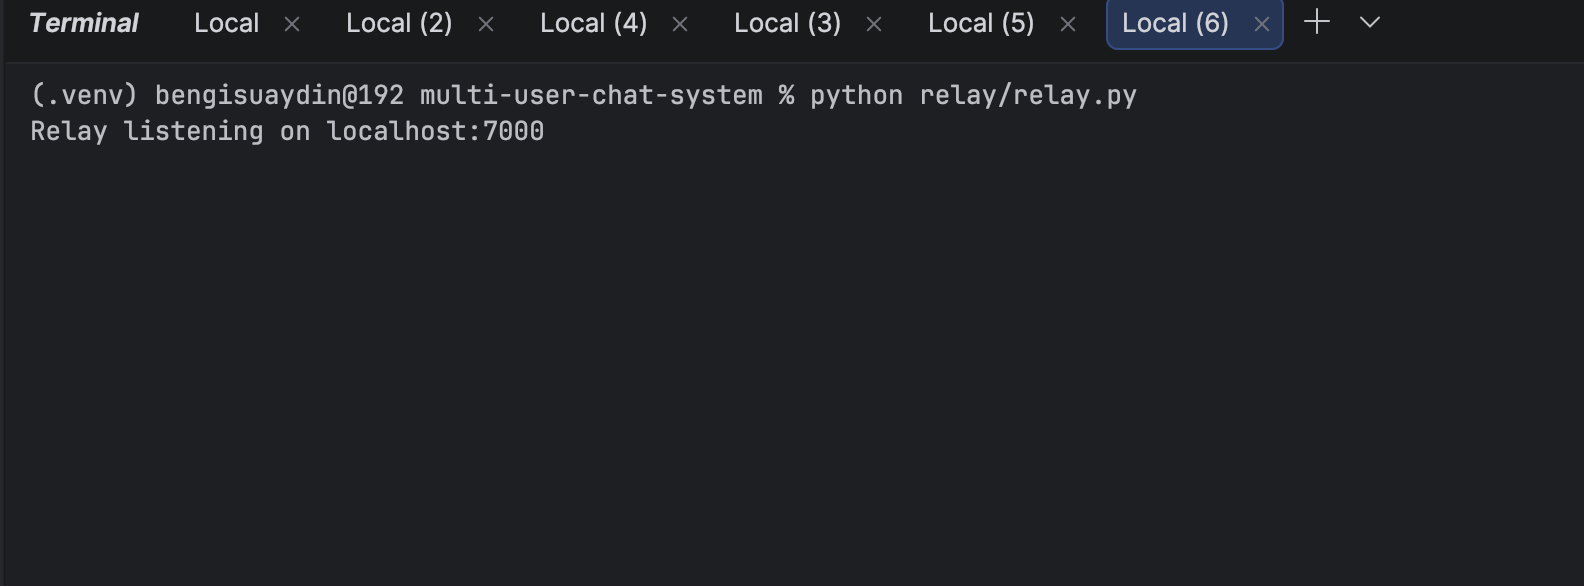 Terminal Local × Local (2) × Local (4) × Local (3) × Local (5) × Local (6) ×
(.venv) bengisuaydin@192 multi-user-chat-system % python relay/relay.py
Relay listening on localhost:7000